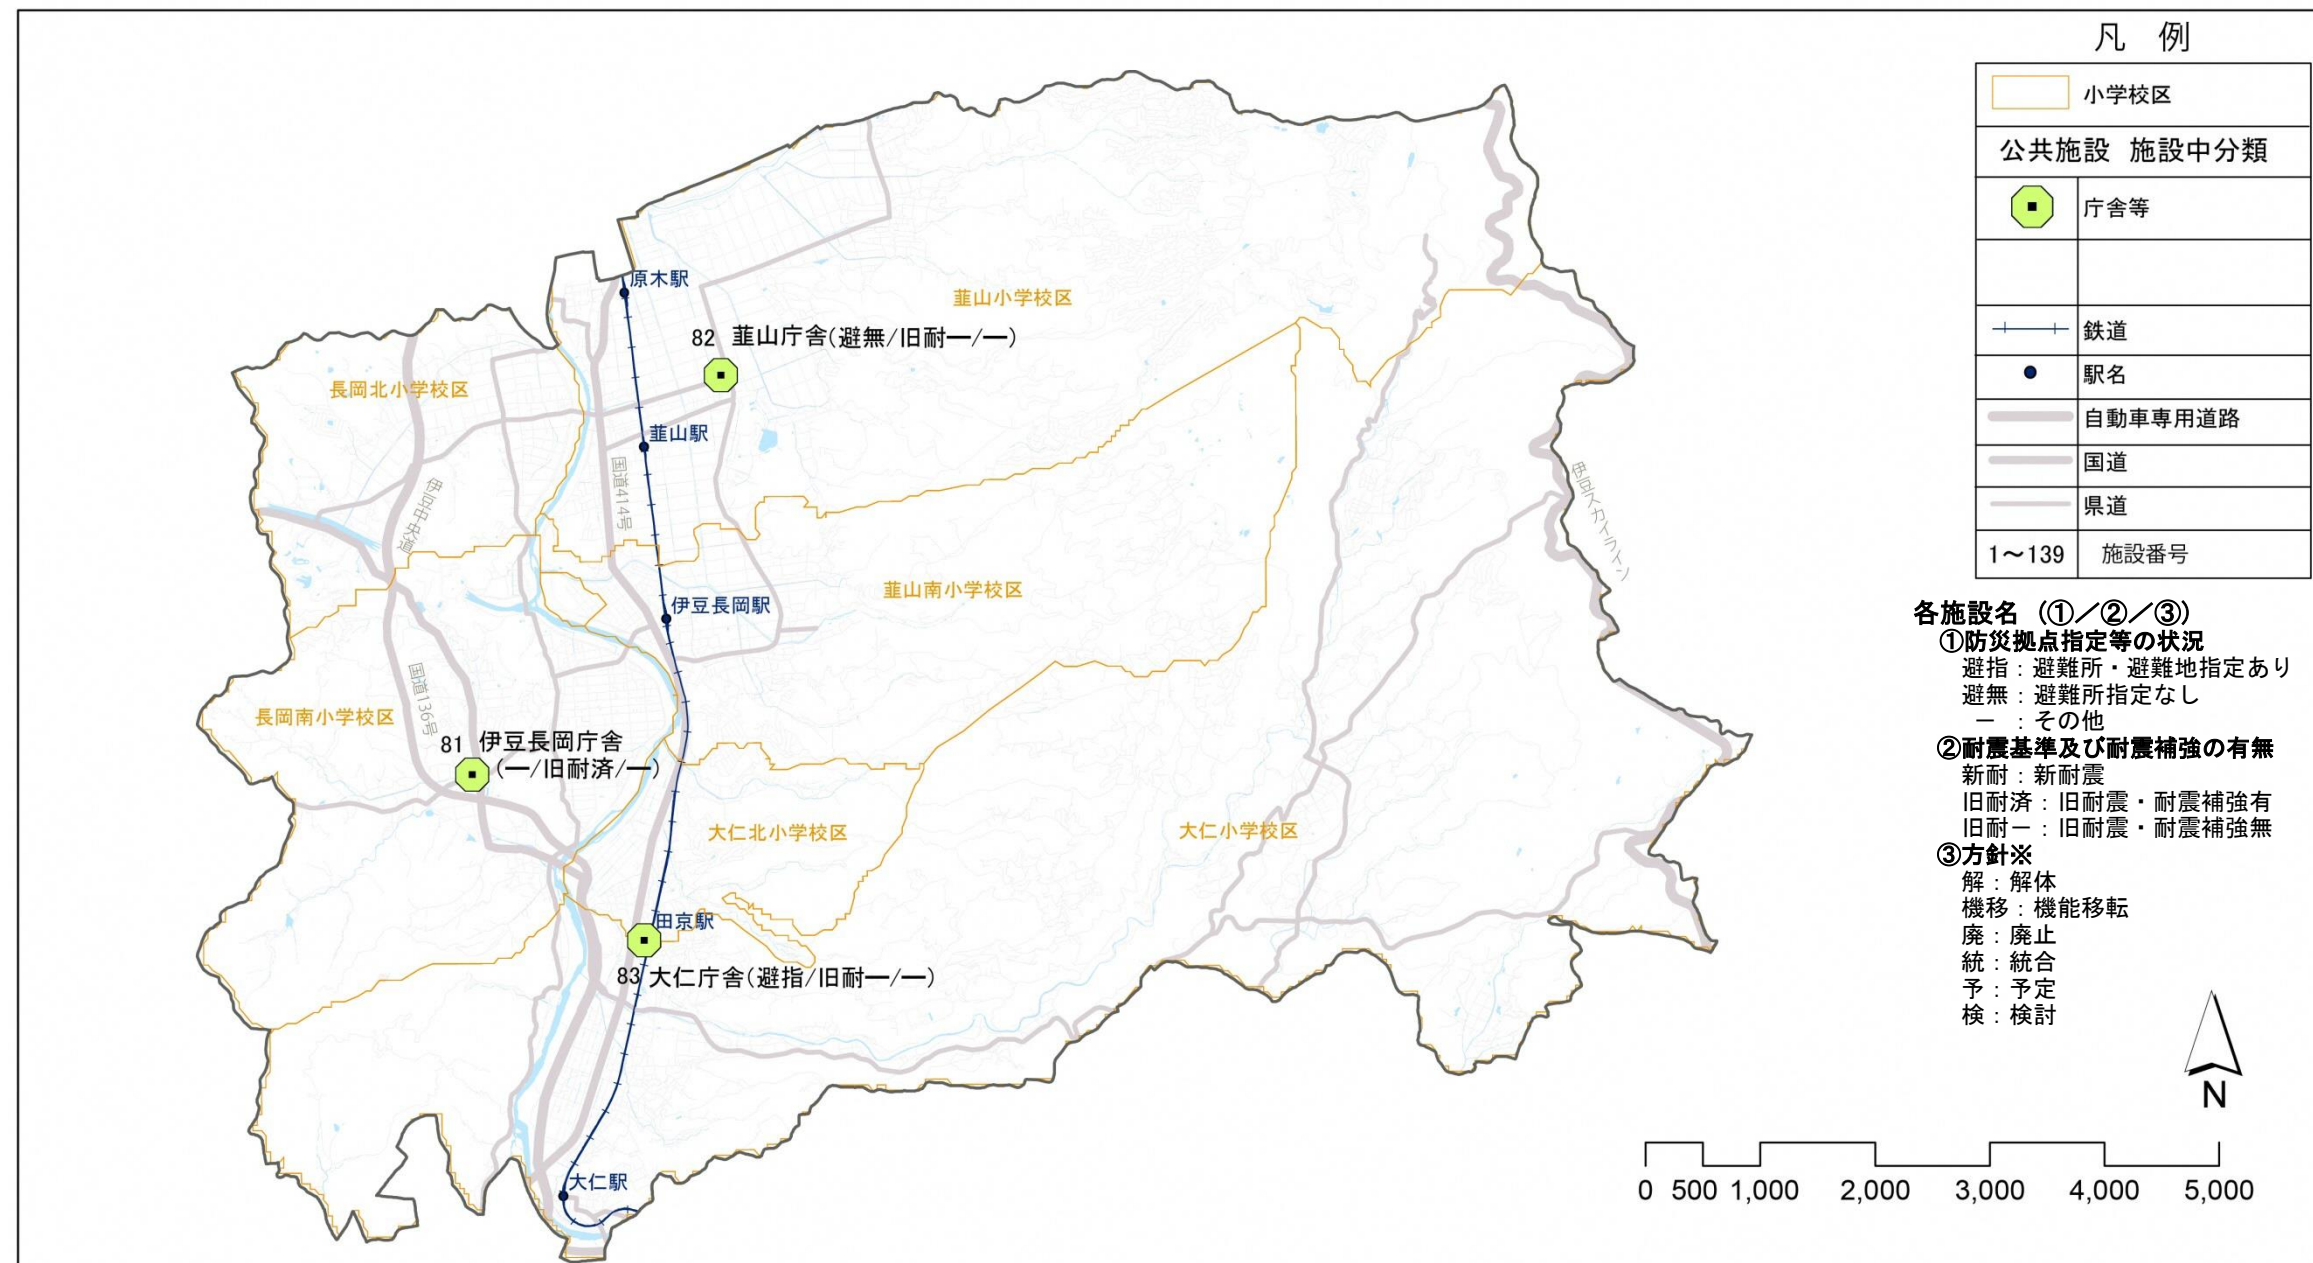 凡 例
小学校区
公共施設 施設中分類
庁舎等
鉄道
駅名
自動車専用道路
国道
県道
1～139 施設番号
各施設名（①／②／③）
①防災拠点指定等の状況
避指：避難所・避難地指定あり
避無：避難所指定なし
－ ：その他
②耐震基準及び耐震補強の有無
新耐：新耐震
旧耐済：旧耐震・耐震補強有
旧耐－：旧耐震・耐震補強無
③方針※
解：解体
機移：機能移転
廃：廃止
統：統合
予：予定
検：検討
N
0 500 1,000 2,000 3,000 4,000 5,000
原木駅
韮山小学校区
82 韮山庁舎(避無/旧耐―/―)
長岡北小学校区
韮山駅
国道414号
伊豆中央道
伊豆スカイライン
韮山南小学校区
伊豆長岡駅
国道136号
長岡南小学校区
81 伊豆長岡庁舎
(―/旧耐済/―)
大仁北小学校区
大仁小学校区
田京駅
83 大仁庁舎(避指/旧耐―/―)
大仁駅